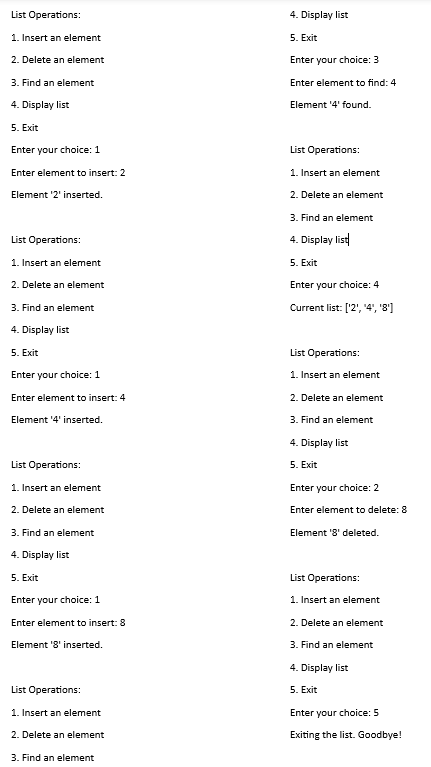 List Operations:
1. Insert an element
2. Delete an element
3. Find an element
4. Display list
5. Exit
Enter your choice: 1
Enter element to insert: 2
Element '2' inserted.
List Operations:
1. Insert an element
2. Delete an element
3. Find an element
4. Display list
5. Exit
Enter your choice: 1
Enter element to insert: 4
Element '4' inserted.
List Operations:
1. Insert an element
2. Delete an element
3. Find an element
4. Display list
5. Exit
Enter your choice: 1
Enter element to insert: 8
Element '8' inserted.
List Operations:
1. Insert an element
2. Delete an element
3. Find an element
4. Display list
5. Exit
Enter your choice: 3
Enter element to find: 4
Element '4' found.
List Operations:
1. Insert an element
2. Delete an element
3. Find an element
4. Display list
5. Exit
Enter your choice: 4
Current list: ['2', '4', '8']
List Operations:
1. Insert an element
2. Delete an element
3. Find an element
4. Display list
5. Exit
Enter your choice: 2
Enter element to delete: 8
Element '8' deleted.
List Operations:
1. Insert an element
2. Delete an element
3. Find an element
4. Display list
5. Exit
Enter your choice: 5
Exiting the list. Goodbye!